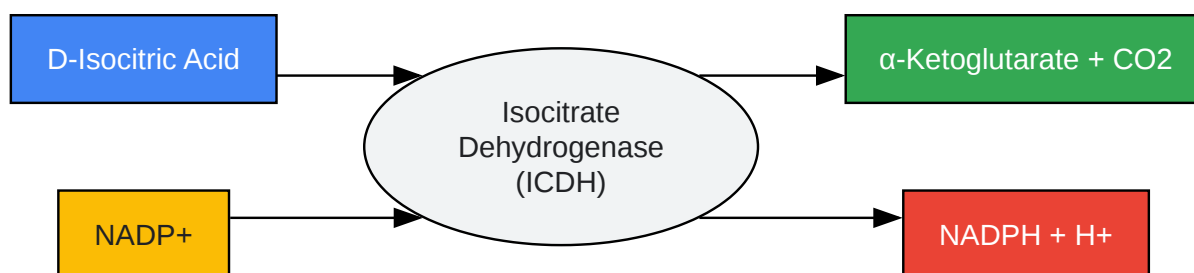 D-Isocitric Acid
α-Ketoglutarate + CO2
Isocitrate
Dehydrogenase
(ICDH)
NADP+
NADPH + H+